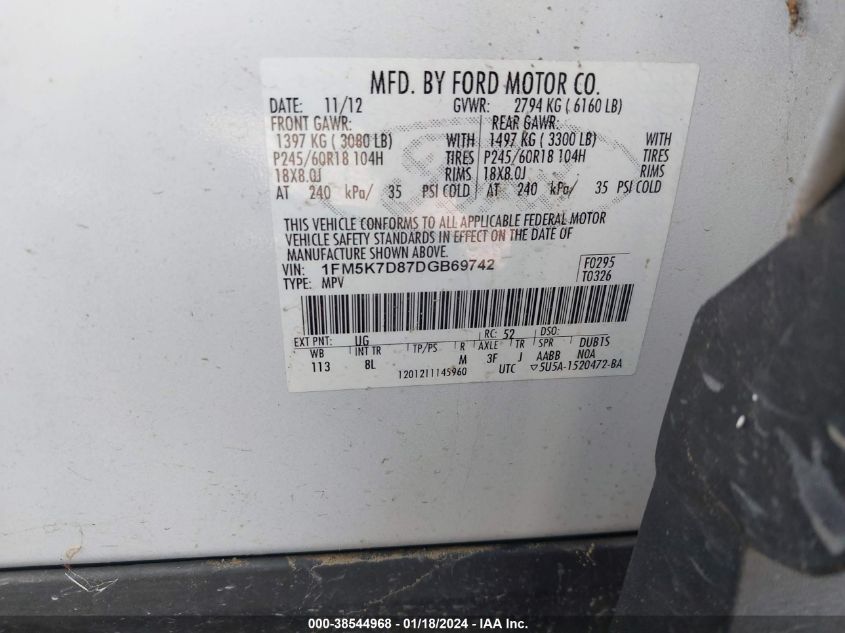 MFD. BY FORD MOTOR CO.
DATE: 11/12 GVWR: 2794 KG ( 6160 LB)
FRONT GAWR: REAR GAWR:
1397 KG ( 3080 LB) WITH 1497 KG ( 3300 LB) WITH
P245/60R18 104H TIRES P245/60R18 104H TIRES
18X8.0J RIMS 18X8.0J RIMS
AT 240 kPa/ 35 PSI COLD AT 240 kPa/ 35 PSI COLD
THIS VEHICLE CONFORMS TO ALL APPLICABLE FEDERAL MOTOR
VEHICLE SAFETY STANDARDS IN EFFECT ON THE DATE OF
MANUFACTURE SHOWN ABOVE.
VIN: 1FM5K7D87DGB69742 F0295
TYPE: MPV T0326
EXT PNT: UG RC: 52 DSO:
WB INT TR TP/PS R AXLE TR SPR DUB1S
113 BL M 3F J AABB NOA
1201211145960 UTC ▽5U5A-1520472-BA
000-38544968 - 01/18/2024 - IAA Inc.